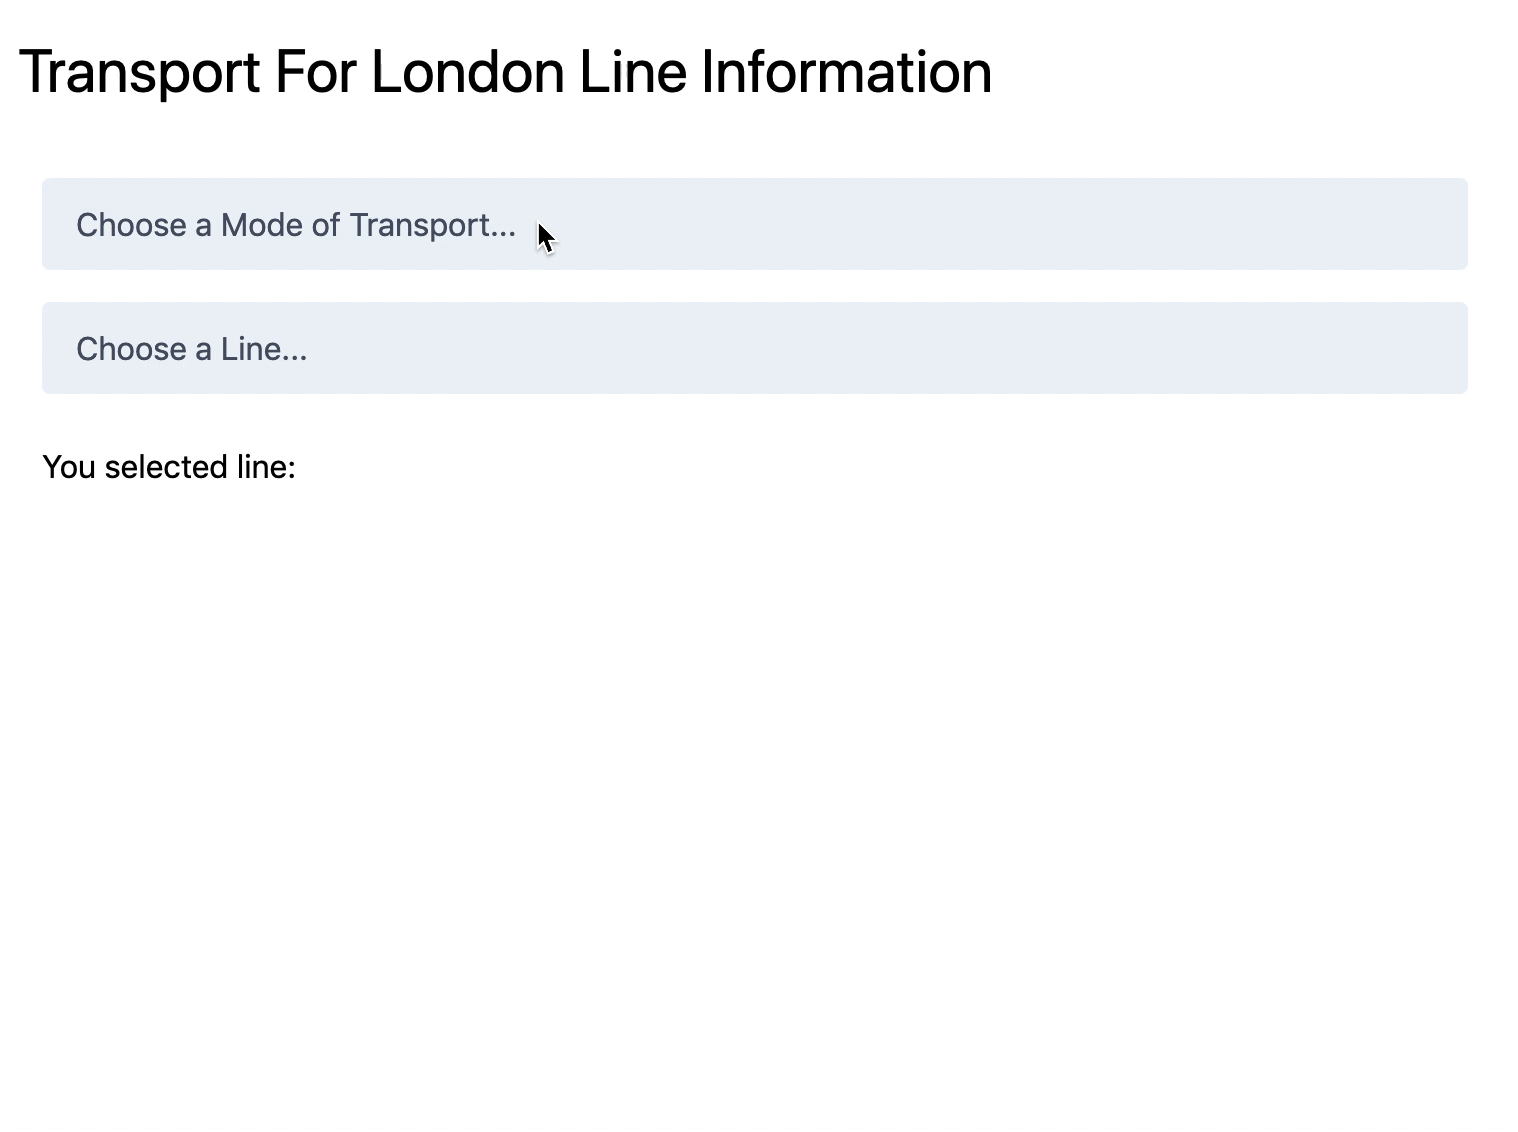 Transport For London Line Information
Choose a Mode of Transport...
Choose a Line...
You selected line: